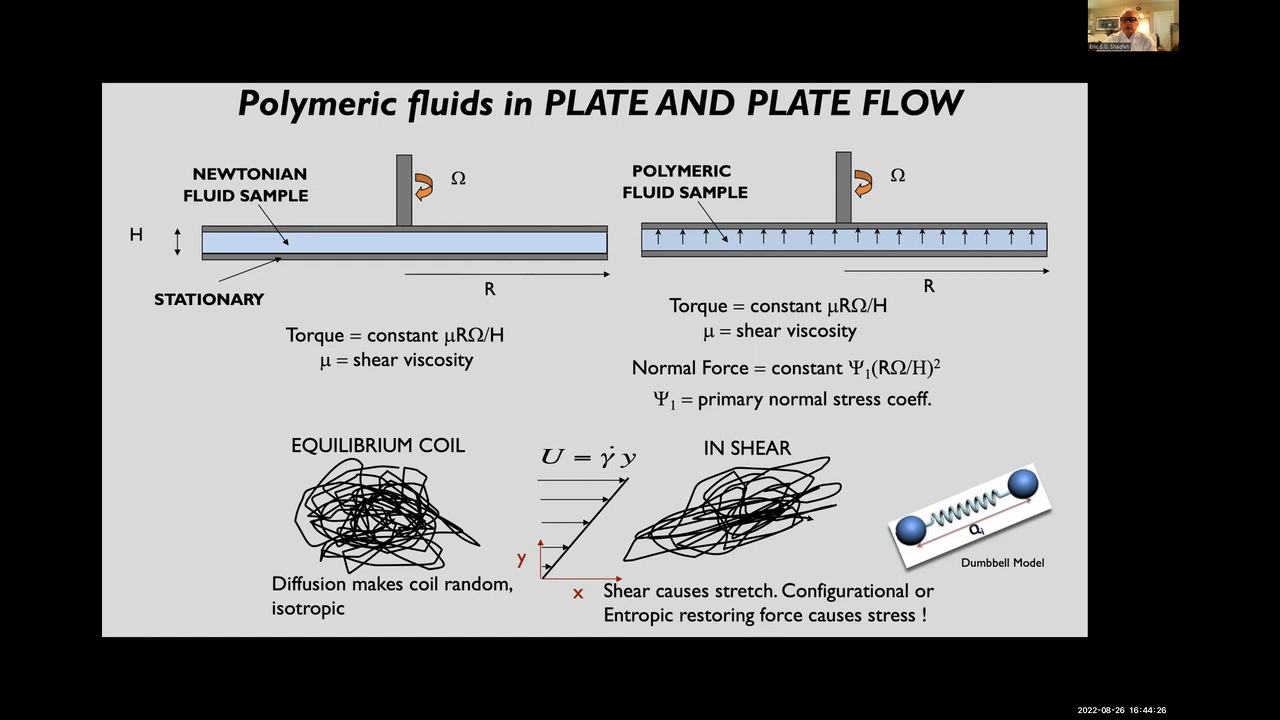 Eric S.G. Shaqfeh
Polymeric fluids in PLATE AND PLATE FLOW
NEWTONIAN
FLUID SAMPLE
Ω
H
R
STATIONARY
Torque = constant μRΩ/H
μ = shear viscosity
POLYMERIC
FLUID SAMPLE
Ω
R
Torque = constant μRΩ/H
μ = shear viscosity
Normal Force = constant Ψ₁(RΩ/H)²
Ψ₁ = primary normal stress coeff.
EQUILIBRIUM COIL
Diffusion makes coil random,
isotropic
U = γ̇ y
y
x
IN SHEAR
Shear causes stretch. Configurational or
Entropic restoring force causes stress !
Qᵢ
Dumbbell Model
2022-08-26 16:44:26